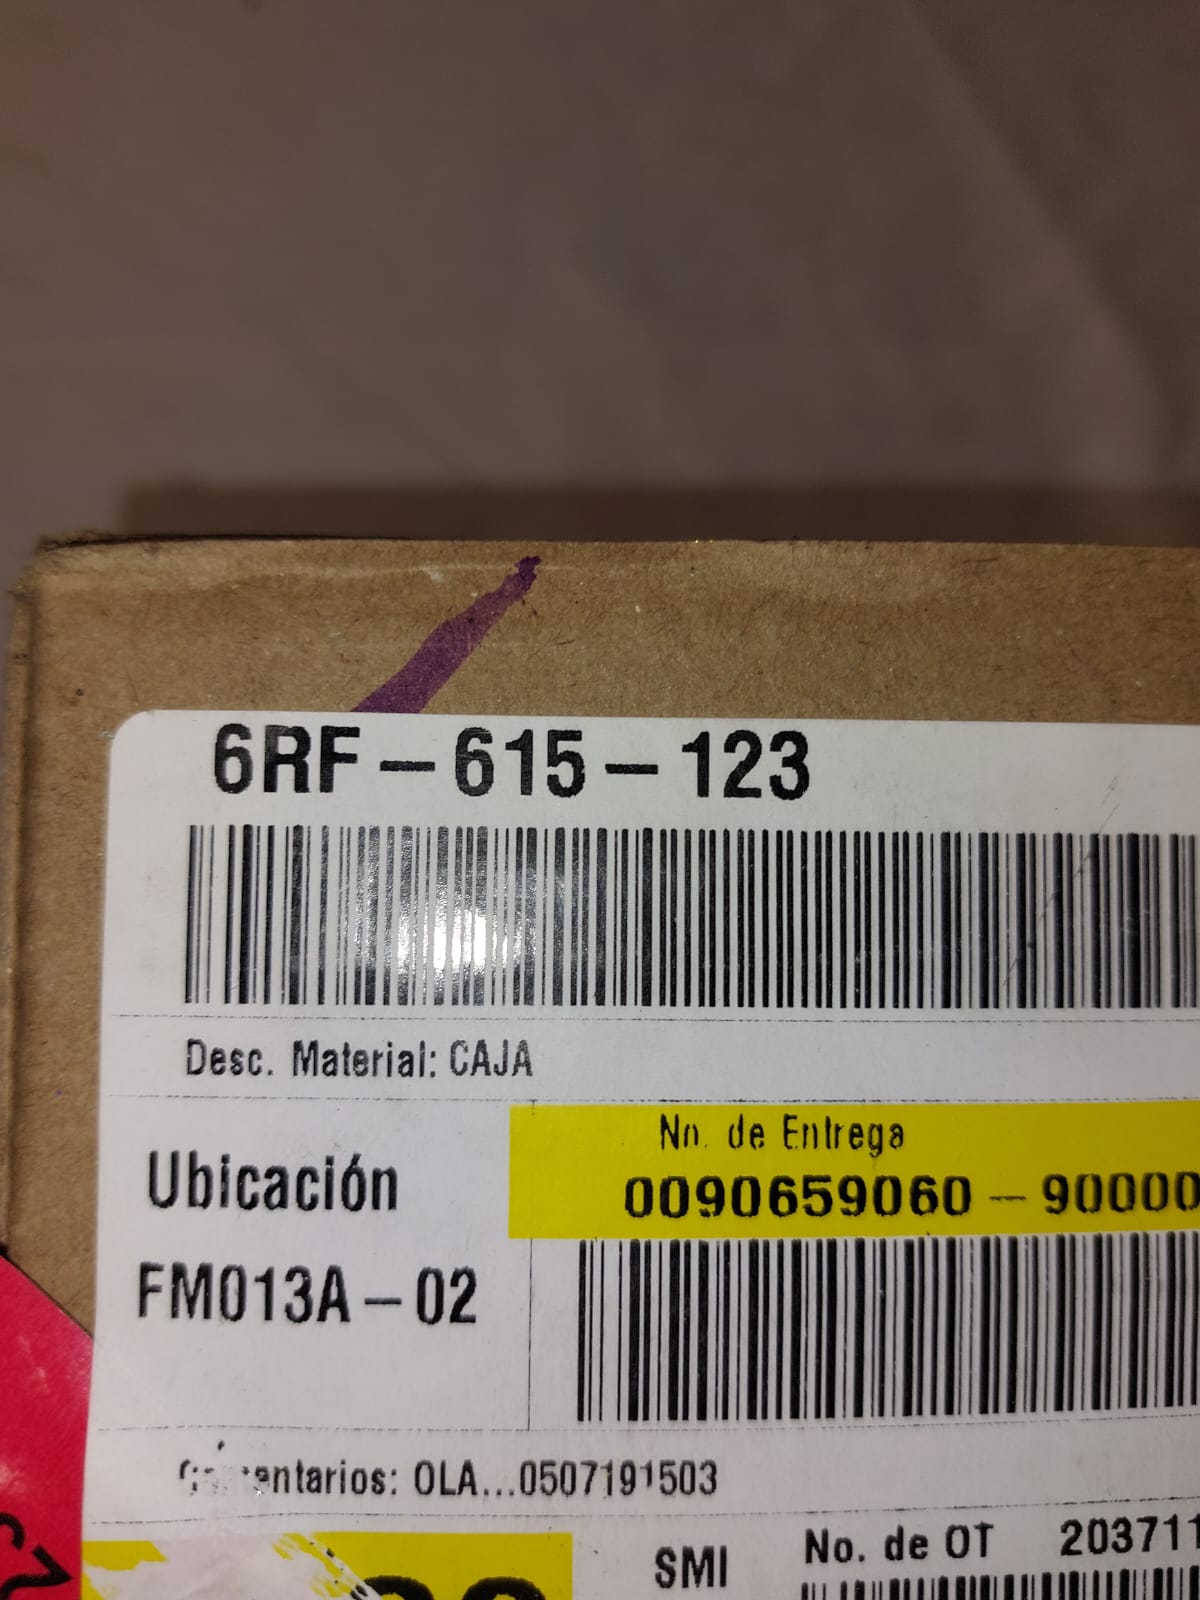 6RF-615-123
Desc. Material: CAJA
No. de Entrega
Ubicación
0090659060-90000
FM013A-02
OLA...0507191503
No. de OT 203711
SMI